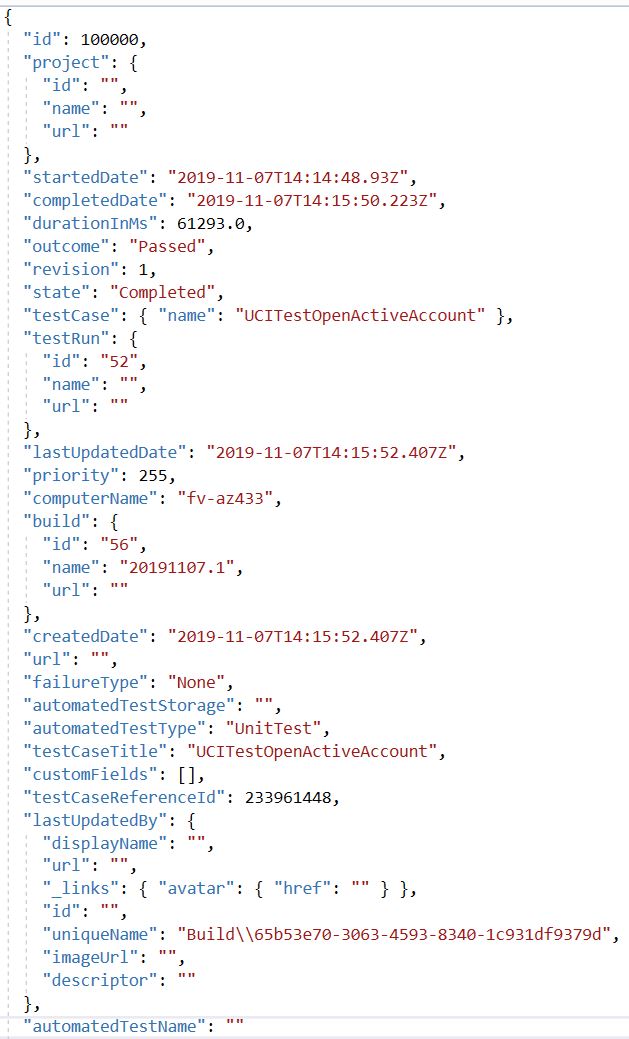 {
"id": 100000,
"project": {
"id": "",
"name": "",
"url": ""
},
"startedDate": "2019-11-07T14:14:48.93Z",
"completedDate": "2019-11-07T14:15:50.223Z",
"durationInMs": 61293.0,
"outcome": "Passed",
"revision": 1,
"state": "Completed",
"testCase": { "name": "UCITestOpenActiveAccount" },
"testRun": {
"id": "52",
"name": "",
"url": ""
},
"lastUpdatedDate": "2019-11-07T14:15:52.407Z",
"priority": 255,
"computerName": "fv-az433",
"build": {
"id": "56",
"name": "20191107.1",
"url": ""
},
"createdDate": "2019-11-07T14:15:52.407Z",
"url": "",
"failureType": "None",
"automatedTestStorage": "",
"automatedTestType": "UnitTest",
"testCaseTitle": "UCITestOpenActiveAccount",
"customFields": [],
"testCaseReferenceId": 233961448,
"lastUpdatedBy": {
"displayName": "",
"url": "",
"_links": { "avatar": { "href": "" } },
"id": "",
"uniqueName": "Build\\65b53e70-3063-4593-8340-1c931df9379d",
"imageUrl": "",
"descriptor": ""
},
"automatedTestName": ""